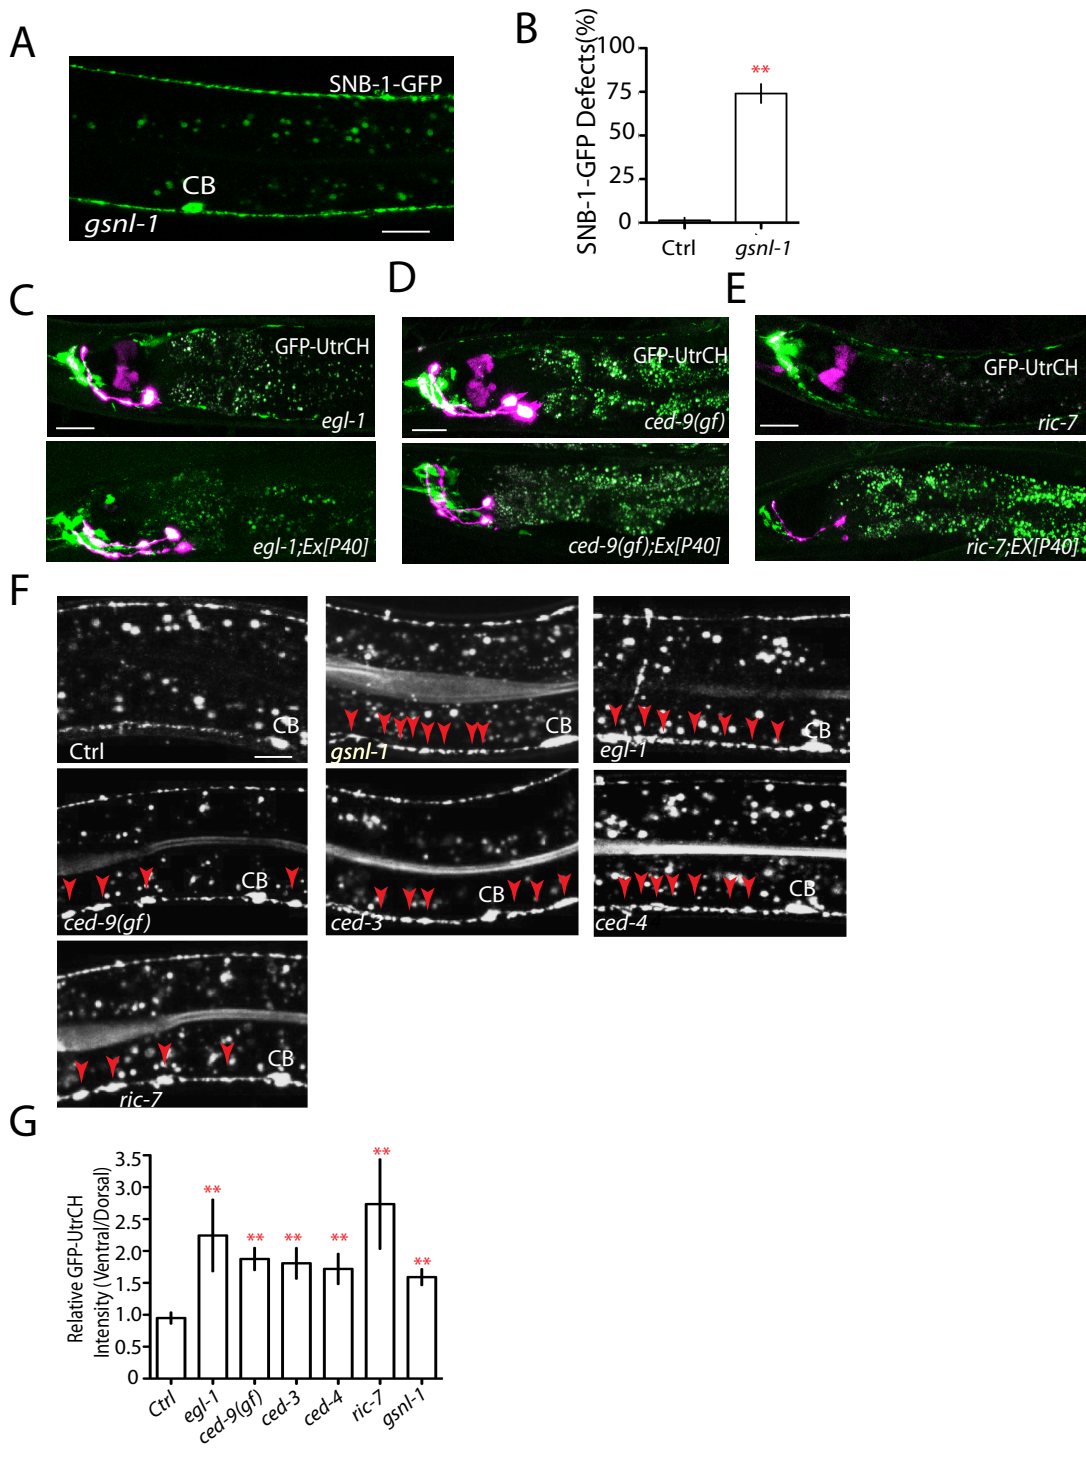 A
SNB-1-GFP
CB
gsnl-1
B
SNB-1-GFP Defects(%)
100
75
50
25
0
**
Ctrl
gsnl-1
C
GFP-UtrCH
egl-1
egl-1;Ex[P40]
D
GFP-UtrCH
ced-9(gf)
ced-9(gf);Ex[P40]
E
GFP-UtrCH
ric-7
ric-7;EX[P40]
F
CB
Ctrl
CB
gsnl-1
CB
egl-1
CB
ced-9(gf)
CB
ced-3
CB
ced-4
CB
ric-7
G
Relative GFP-UtrCH
Intensity (Ventral/Dorsal)
3.5
3.0
2.5
2.0
1.5
1.0
0.5
0
**
**
**
**
**
**
Ctrl
egl-1
ced-9(gf)
ced-3
ced-4
ric-7
gsnl-1